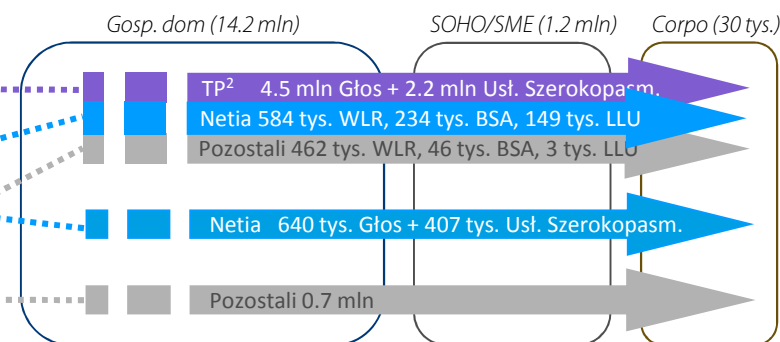 Gosp. dom (14.2 mln) SOHO/SME (1.2 mln) Corpo (30 tys.)
TP² 4.5 mln Głos + 2.2 mln Usł. Szerokopasm.
Netia 584 tys. WLR, 234 tys. BSA, 149 tys. LLU
Pozostali 462 tys. WLR, 46 tys. BSA, 3 tys. LLU
Netia 640 tys. Głos + 407 tys. Usł. Szerokopasm.
Pozostali 0.7 mln